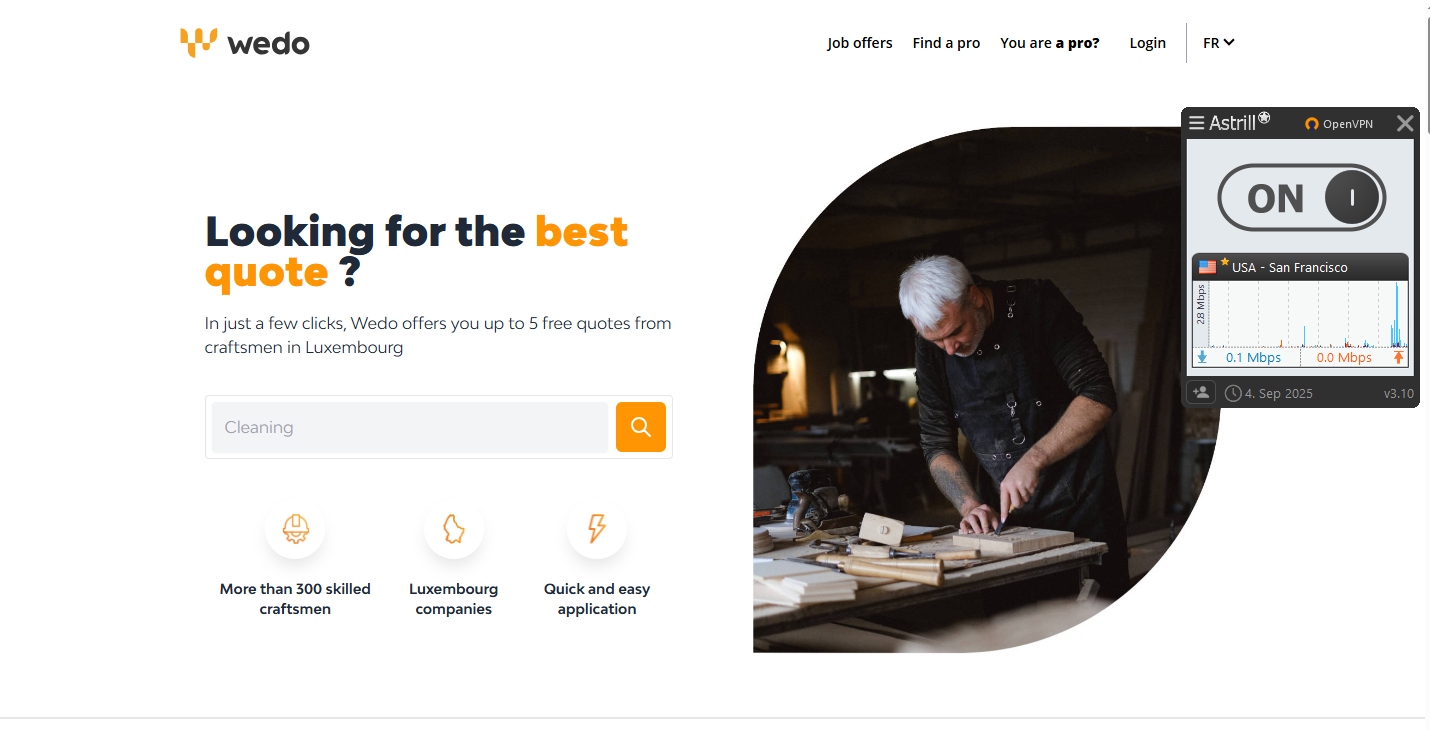 wedo
Job offers
Find a pro
You are a pro?
Login
FR
Astrill
OpenVPN
ON
USA - San Francisco
28 Mbps
0.1 Mbps
0.0 Mbps
4. Sep 2025
v3.10
Looking for the best
quote ?
In just a few clicks, Wedo offers you up to 5 free quotes from
craftsmen in Luxembourg
Cleaning
More than 300 skilled
craftsmen
Luxembourg
companies
Quick and easy
application